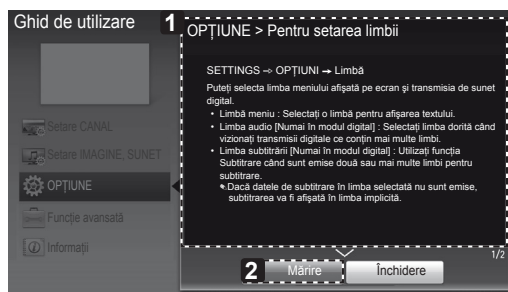 Ghid de utilizare
1
OPȚIUNE > Pentru setarea limbii
SETTINGS ⇨ OPȚIUNI ➙ Limbă
Puteți selecta limba meniului afișată pe ecran și transmisia de sunet
digital.
• Limbă meniu : Selectați o limbă pentru afișarea textului.
• Limba audio [Numai în modul digital] : Selectați limba dorită când
vizionați transmisii digitale ce conțin mai multe limbi.
• Limba subtitrării [Numai în modul digital] : Utilizați funcția
Subtitrare când sunt emise două sau mai multe limbi pentru
subtitrare.
Dacă datele de subtitrare în limba selectată nu sunt emise,
subtitrarea va fi afișată în limba implicită.
Setare CANAL
Setare IMAGINE, SUNET
OPȚIUNE
Funcție avansată
Informații
1/2
2
Mărire
Închidere